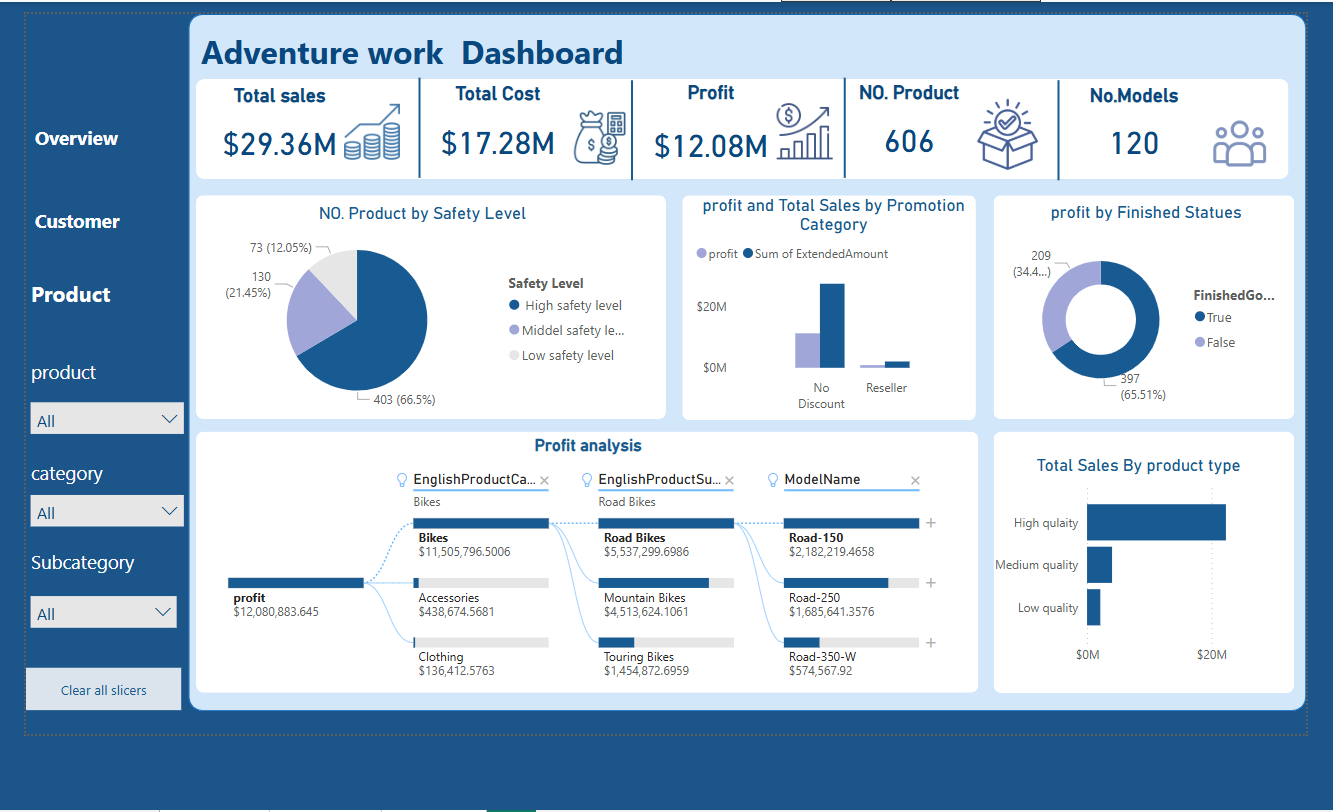 Adventure work  Dashboard
Overview
Customer
Product
product
All
category
All
Subcategory
All
Clear all slicers
Total sales
$29.36M
Total Cost
$17.28M
Profit
$12.08M
NO. Product
606
No.Models
120
NO. Product by Safety Level
73 (12.05%)
130
(21.45%)
403 (66.5%)
Safety Level
High safety level
Middel safety le...
Low safety level
profit and Total Sales by Promotion
Category
profit
Sum of ExtendedAmount
$20M
$0M
No
Discount
Reseller
profit by Finished Statues
209
(34.4...)
397
(65.51%)
FinishedGo...
True
False
Profit analysis
EnglishProductCa...
Bikes
EnglishProductSu...
Road Bikes
ModelName
profit
$12,080,883.645
Bikes
$11,505,796.5006
Accessories
$438,674.5681
Clothing
$136,412.5763
Road Bikes
$5,537,299.6986
Mountain Bikes
$4,513,624.1061
Touring Bikes
$1,454,872.6959
Road-150
$2,182,219.4658
Road-250
$1,685,641.3576
Road-350-W
$574,567.92
Total Sales By product type
High qulaity
Medium quality
Low quality
$0M
$20M